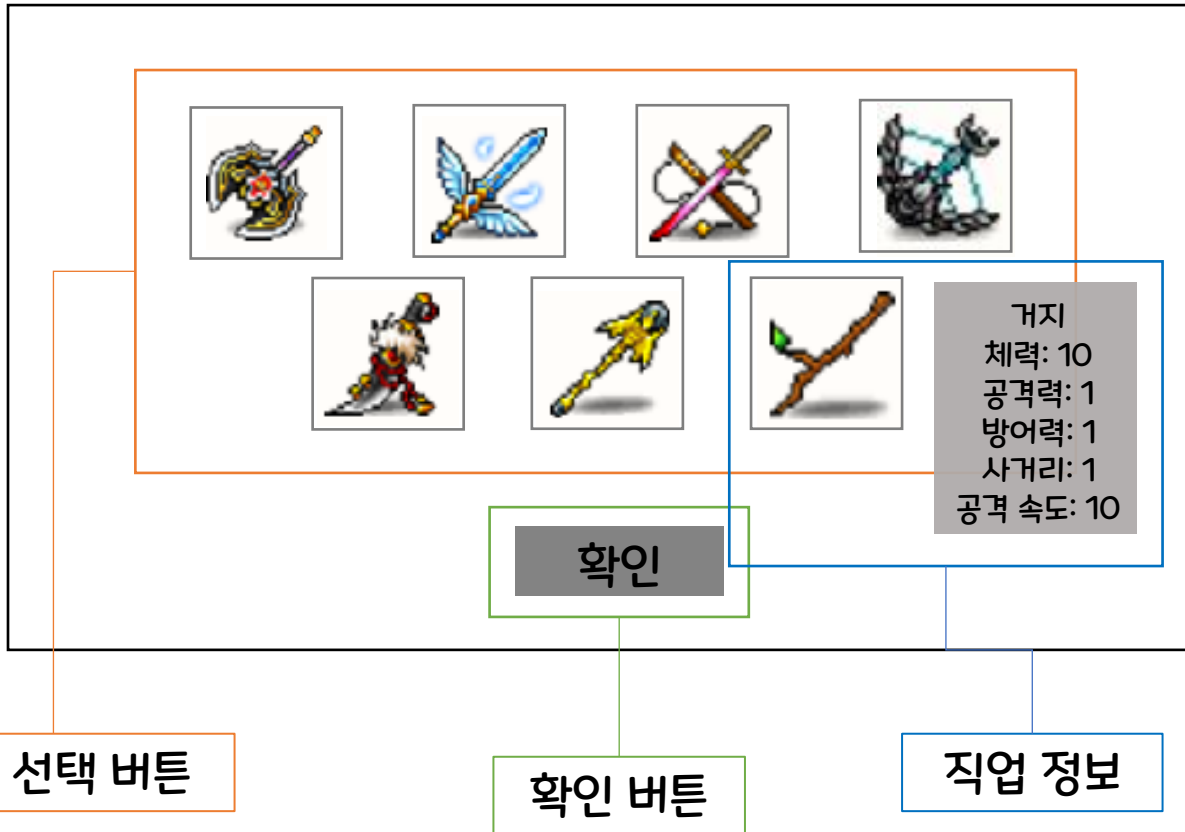 거지
체력: 10
공격력: 1
방어력: 1
사거리: 1
공격 속도: 10
확인
선택 버튼
확인 버튼
직업 정보